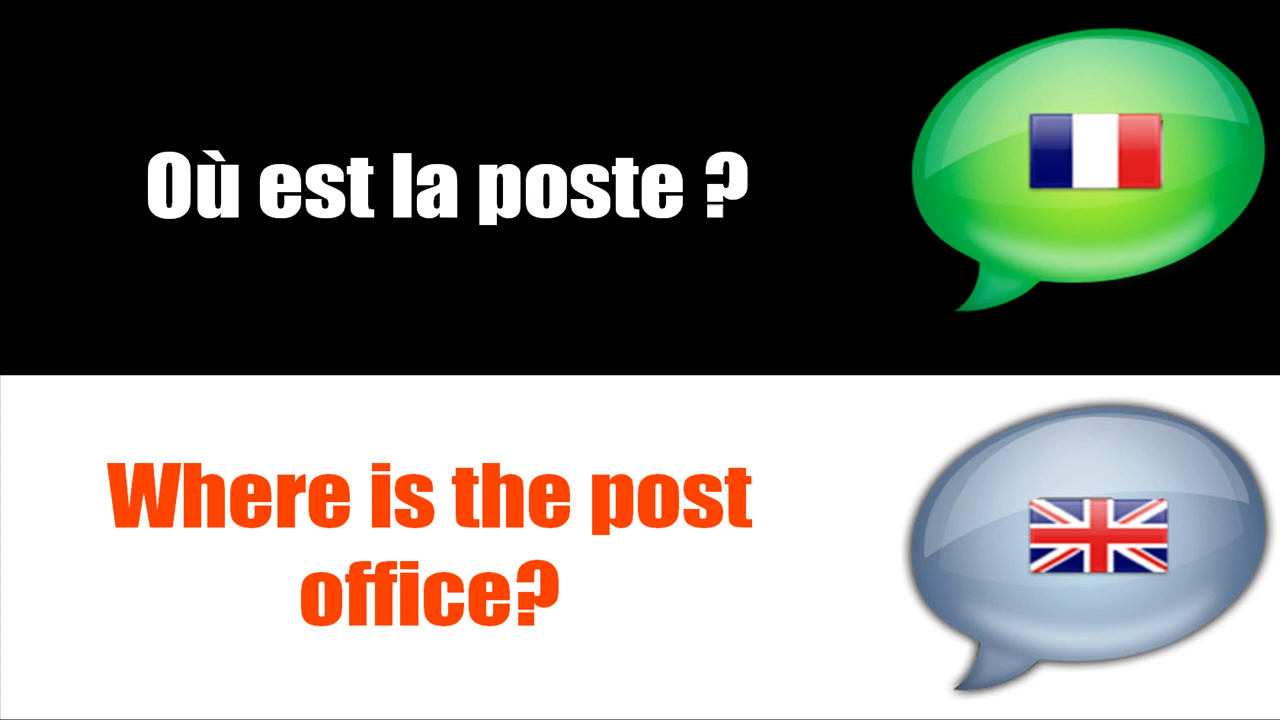 Où est la poste ?
Where is the post
office?